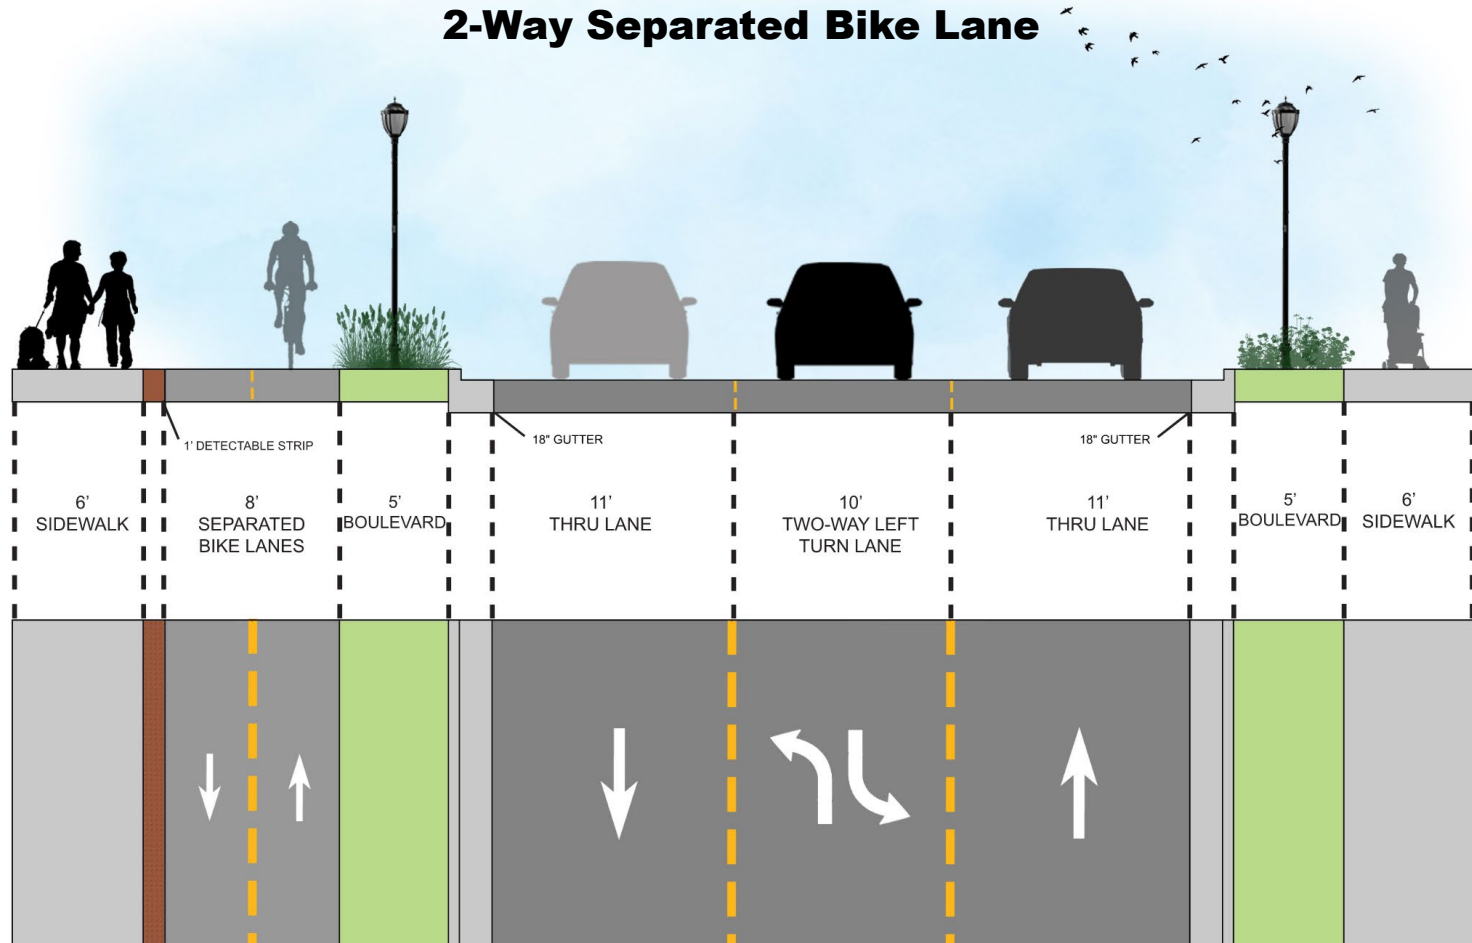 2-Way Separated Bike Lane
1' DETECTABLE STRIP
18" GUTTER
18" GUTTER
6'
SIDEWALK
8'
SEPARATED
BIKE LANES
5'
BOULEVARD
11'
THRU LANE
10'
TWO-WAY LEFT
TURN LANE
11'
THRU LANE
5'
BOULEVARD
6'
SIDEWALK